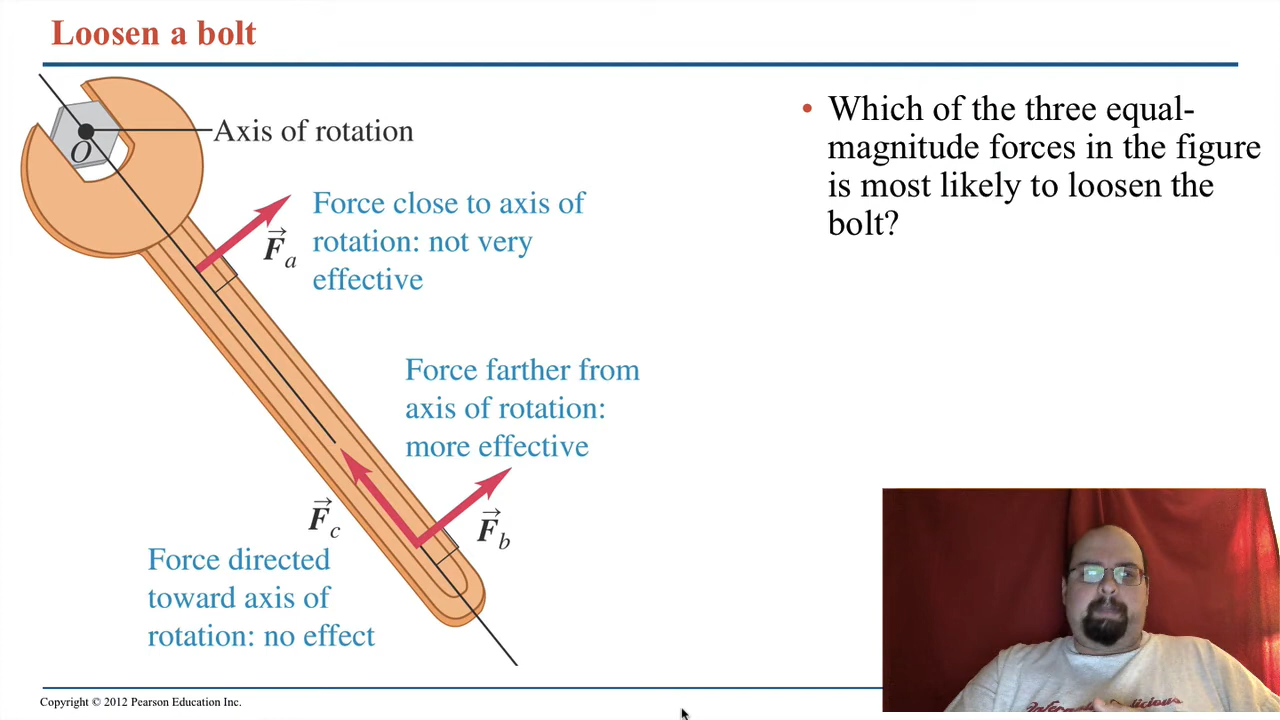 Loosen a bolt
Axis of rotation
O
Force close to axis of
rotation: not very
effective
F⃗a
Force farther from
axis of rotation:
more effective
F⃗c
F⃗b
Force directed
toward axis of
rotation: no effect
• Which of the three equal-
magnitude forces in the figure
is most likely to loosen the
bolt?
Copyright © 2012 Pearson Education Inc.